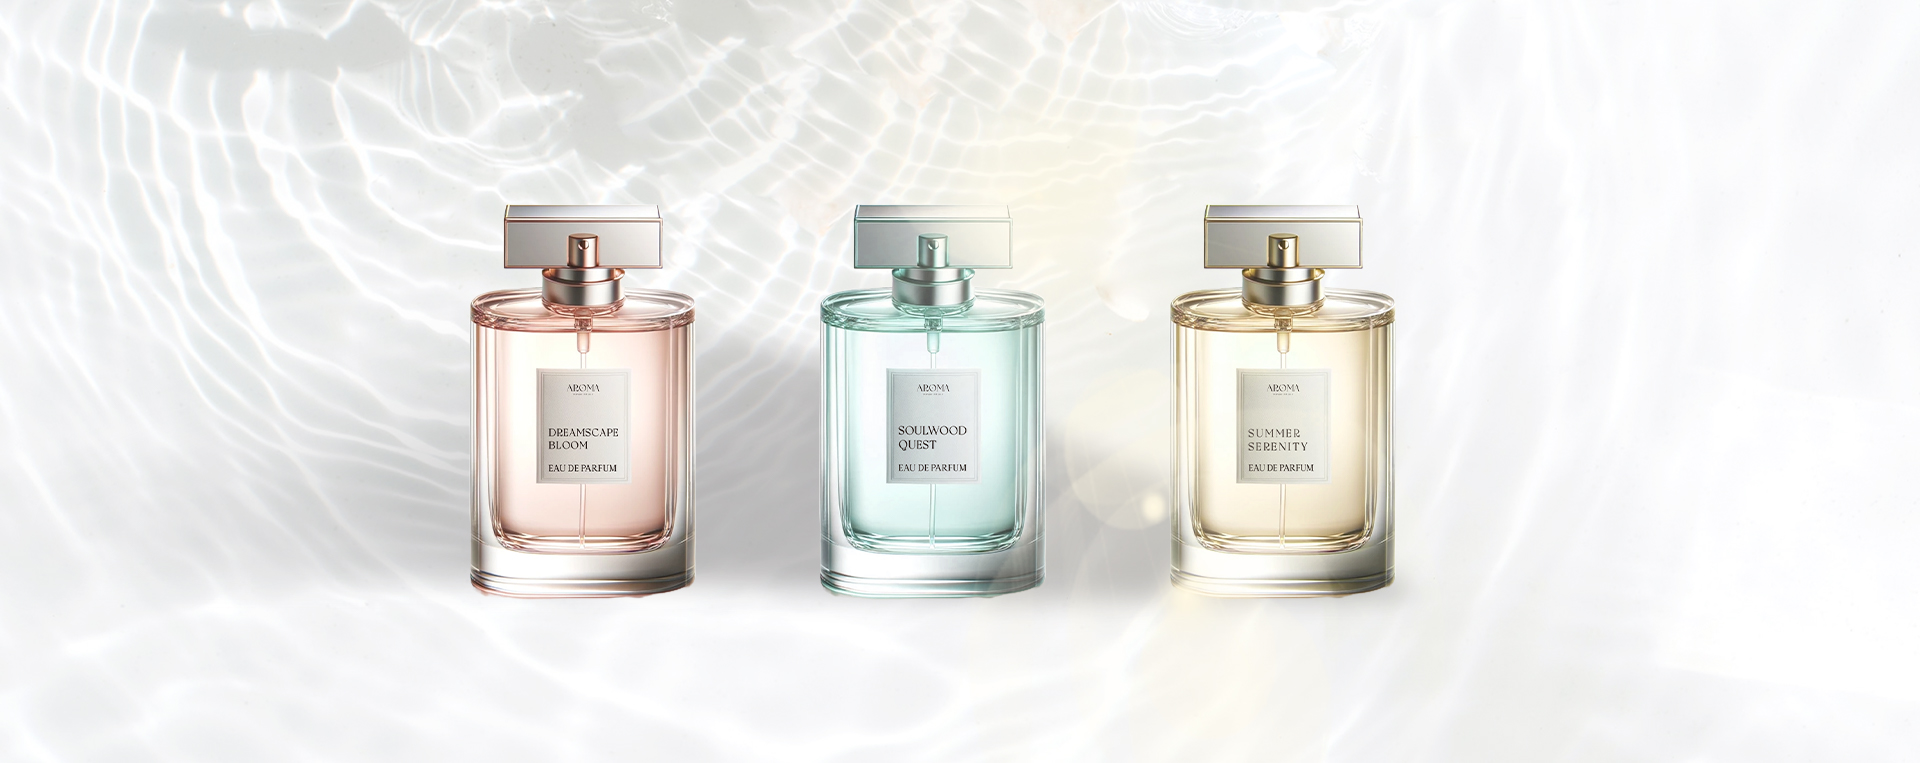 AROMA
DREAMSCAPE
BLOOM
EAU DE PARFUM
AROMA
SOULWOOD
QUEST
EAU DE PARFUM
AROMA
SUMMER
SERENITY
EAU DE PARFUM